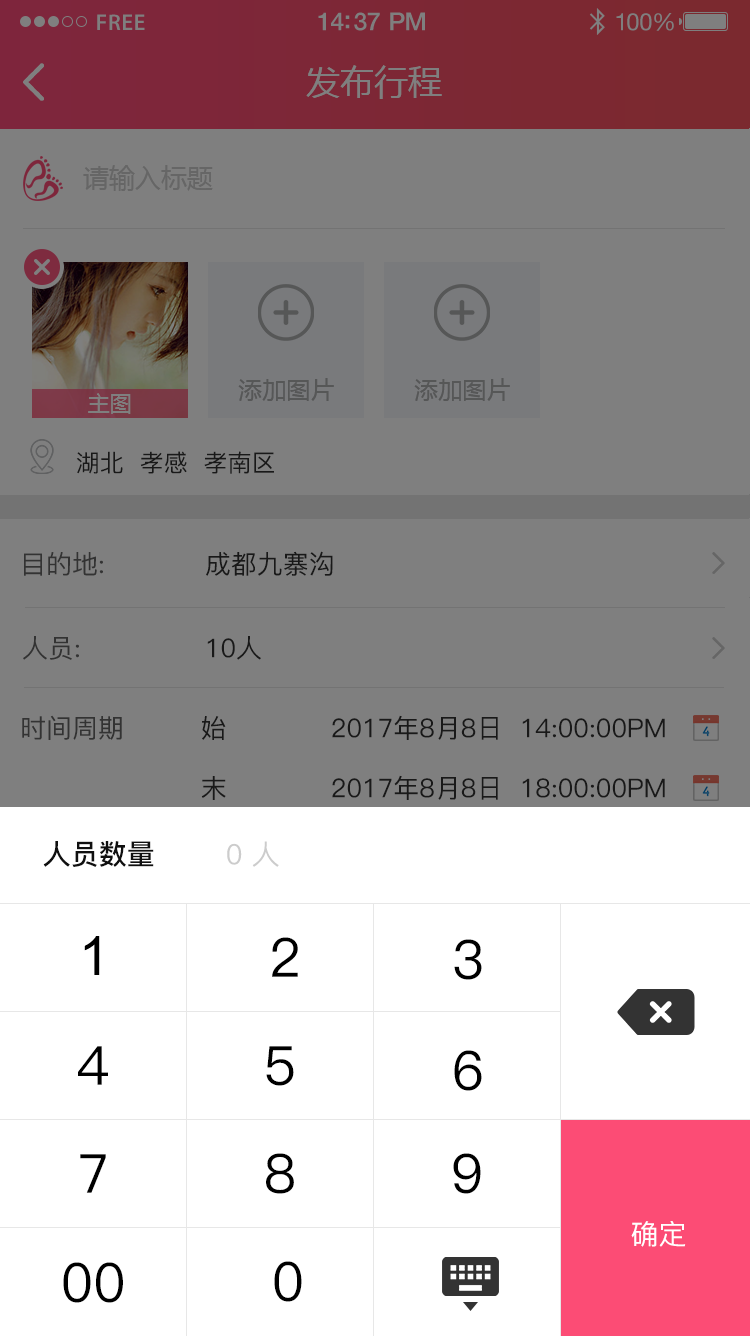 FREE 14:37 PM 100%
发布行程
请输入标题
主图 添加图片 添加图片
湖北 孝感 孝南区
目的地: 成都九寨沟
人员: 10人
时间周期 始 2017年8月8日 14:00:00PM 4
末 2017年8月8日 18:00:00PM 4
人员数量 0 人
1 2 3
4 5 6
7 8 9
确定
00 0